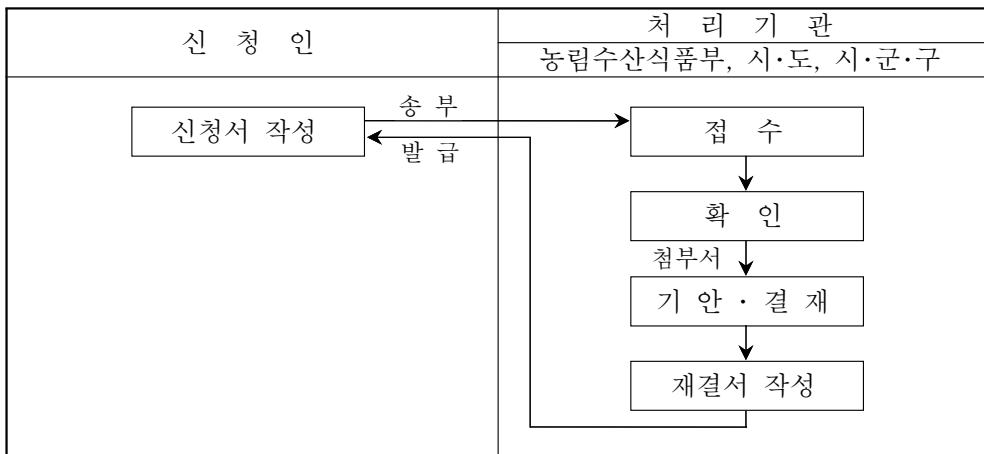 신 청 인
처 리 기 관
농림수산식품부, 시·도, 시·군·구
신청서 작성
송 부
발 급
접 수
확 인
첨부서
기 안 · 결 재
재결서 작성